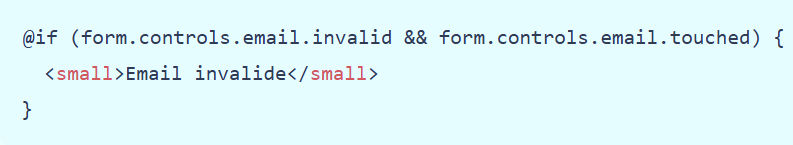 @if (form.controls.email.invalid && form.controls.email.touched) {
  <small>Email invalide</small>
}